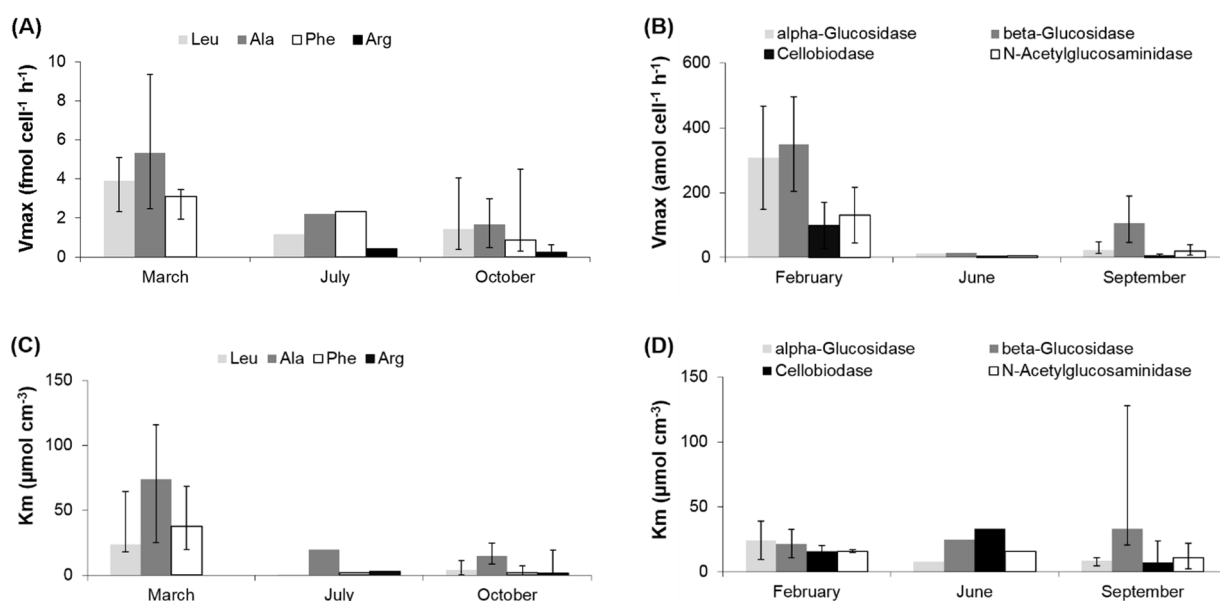 (A)
Leu Ala Phe Arg
Vmax (fmol cell⁻¹ h⁻¹)
10
8
6
4
2
0
March July October
(B)
alpha-Glucosidase beta-Glucosidase
Cellobiodase N-Acetylglucosaminidase
Vmax (amol cell⁻¹ h⁻¹)
600
400
200
0
February June September
(C)
Leu Ala Phe Arg
Km (µmol cm⁻³)
150
100
50
0
March July October
(D)
alpha-Glucosidase beta-Glucosidase
Cellobiodase N-Acetylglucosaminidase
Km (µmol cm⁻³)
150
100
50
0
February June September